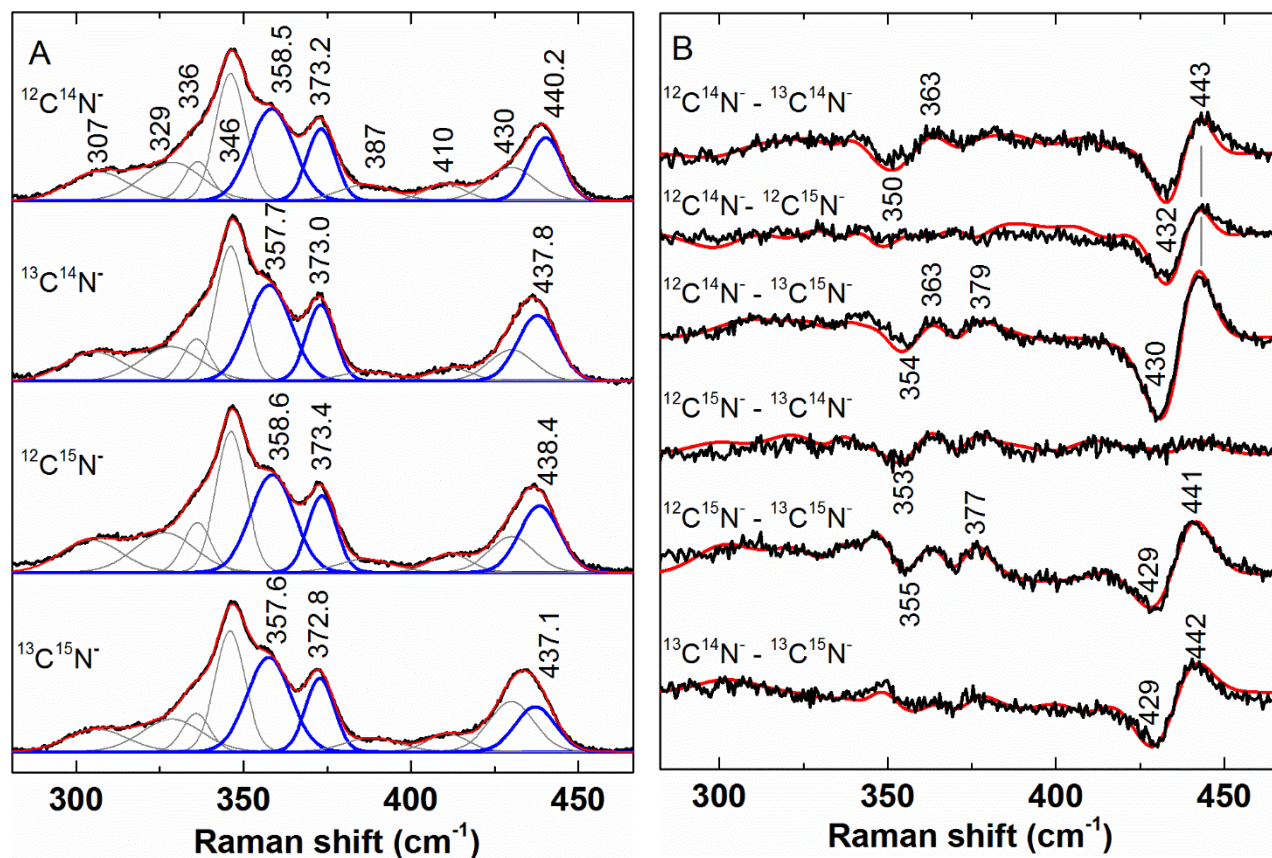 A
¹²C¹⁴N⁻
307
329
336
346
358.5
373.2
387
410
430
440.2
¹³C¹⁴N⁻
357.7
373.0
437.8
¹²C¹⁵N⁻
358.6
373.4
438.4
¹³C¹⁵N⁻
357.6
372.8
437.1
300 350 400 450
Raman shift (cm⁻¹)
B
¹²C¹⁴N⁻ - ¹³C¹⁴N⁻
350
363
432
443
¹²C¹⁴N⁻ - ¹²C¹⁵N⁻
¹²C¹⁴N⁻ - ¹³C¹⁵N⁻
354
363
379
430
¹²C¹⁵N⁻ - ¹³C¹⁴N⁻
353
¹²C¹⁵N⁻ - ¹³C¹⁵N⁻
355
377
429
441
¹³C¹⁴N⁻ - ¹³C¹⁵N⁻
429
442
300 350 400 450
Raman shift (cm⁻¹)